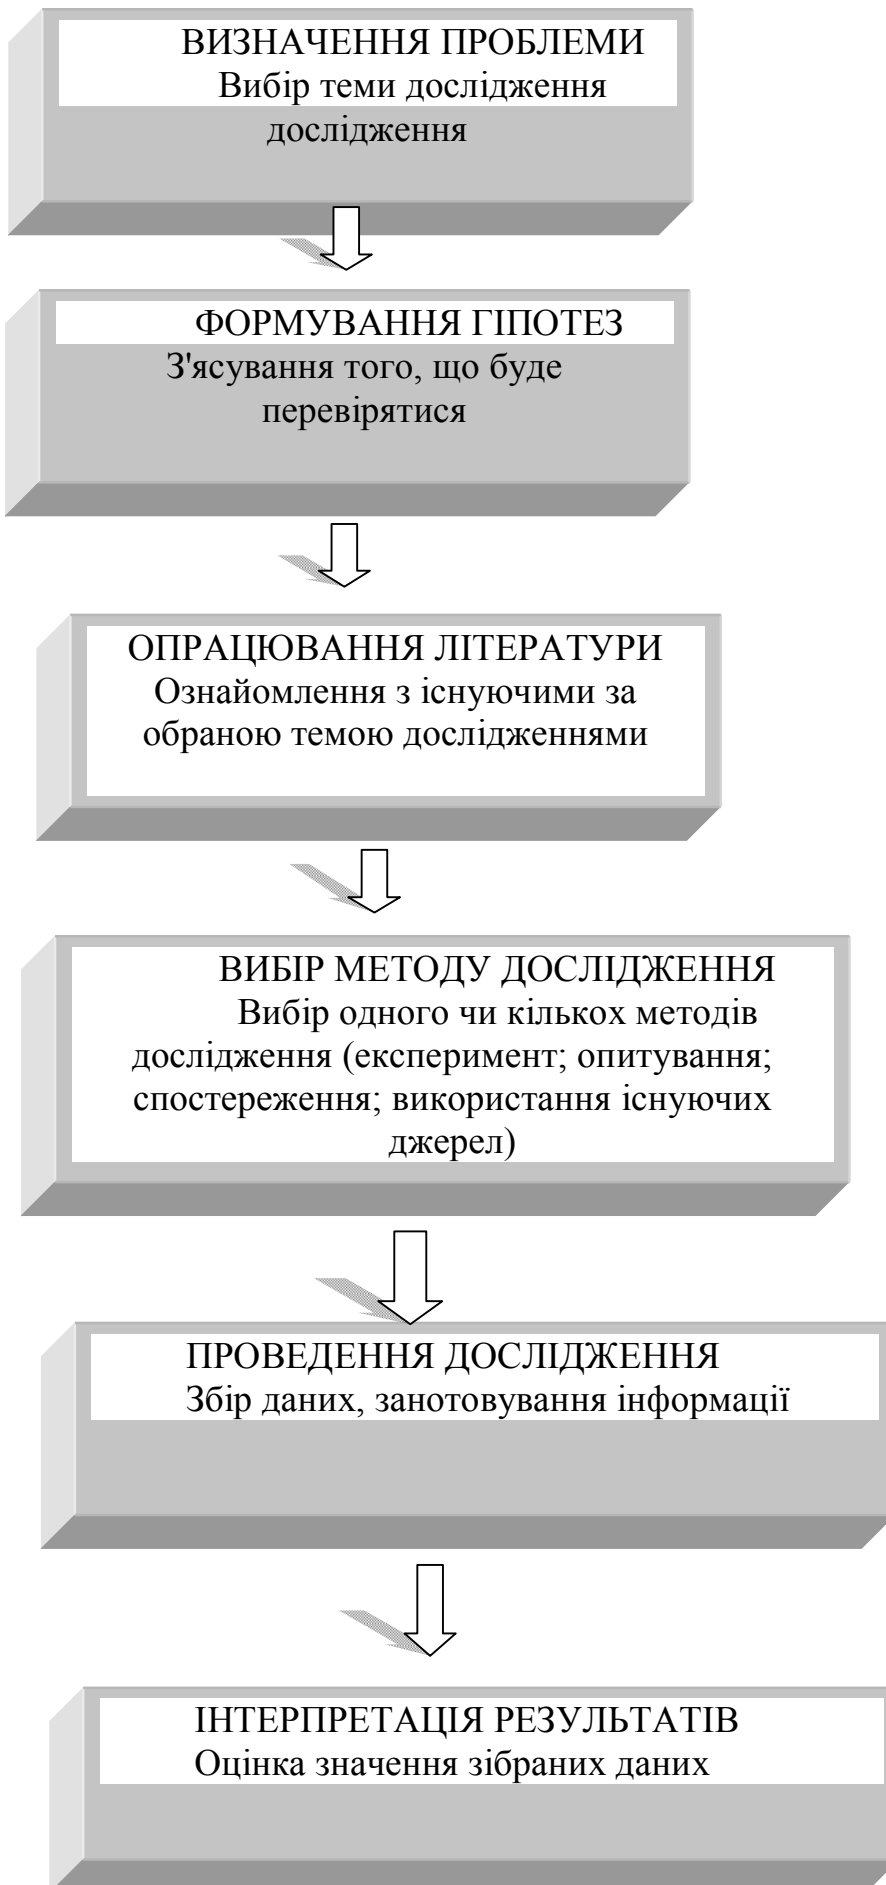 ВИЗНАЧЕННЯ ПРОБЛЕМИ
Вибір теми дослідження
дослідження
ФОРМУВАННЯ ГІПОТЕЗ
З'ясування того, що буде
перевірятися
ОПРАЦЮВАННЯ ЛІТЕРАТУРИ
Ознайомлення з існуючими за
обраною темою дослідженнями
ВИБІР МЕТОДУ ДОСЛІДЖЕННЯ
Вибір одного чи кількох методів
дослідження (експеримент; опитування;
спостереження; використання існуючих
джерел)
ПРОВЕДЕННЯ ДОСЛІДЖЕННЯ
Збір даних, занотовування інформації
ІНТЕРПРЕТАЦІЯ РЕЗУЛЬТАТІВ
Оцінка значення зібраних даних